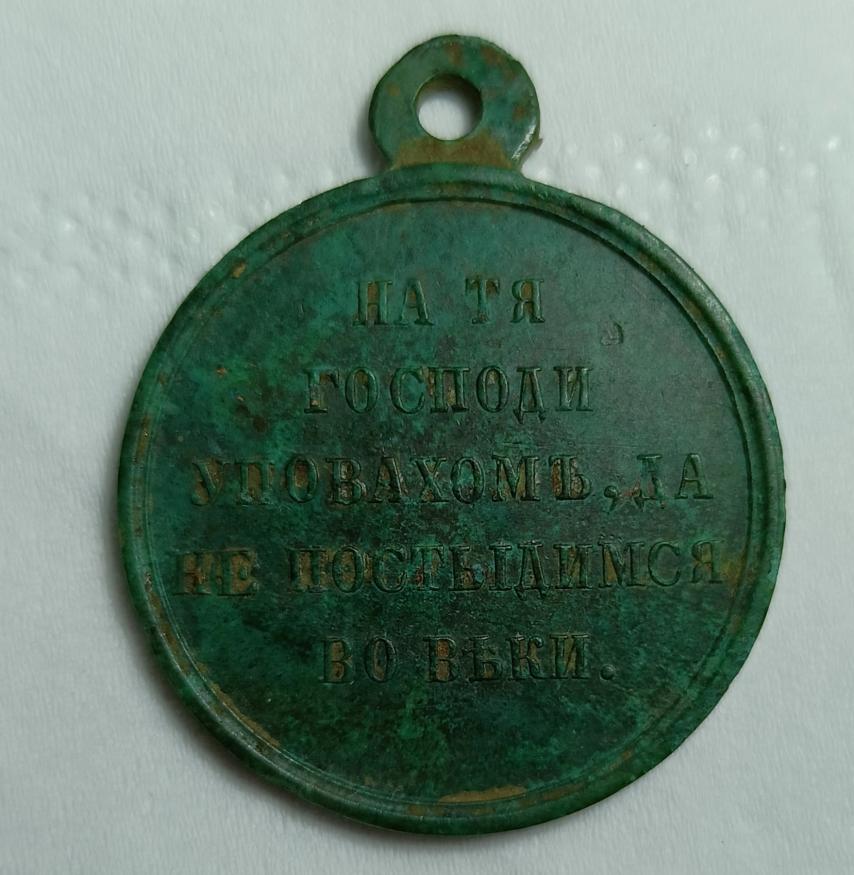 НА ТЯ
ГОСПОДИ
УПОВАХОМЪ, ДА
НЕ ПОСТЫДИМСЯ
ВО ВѢКИ.